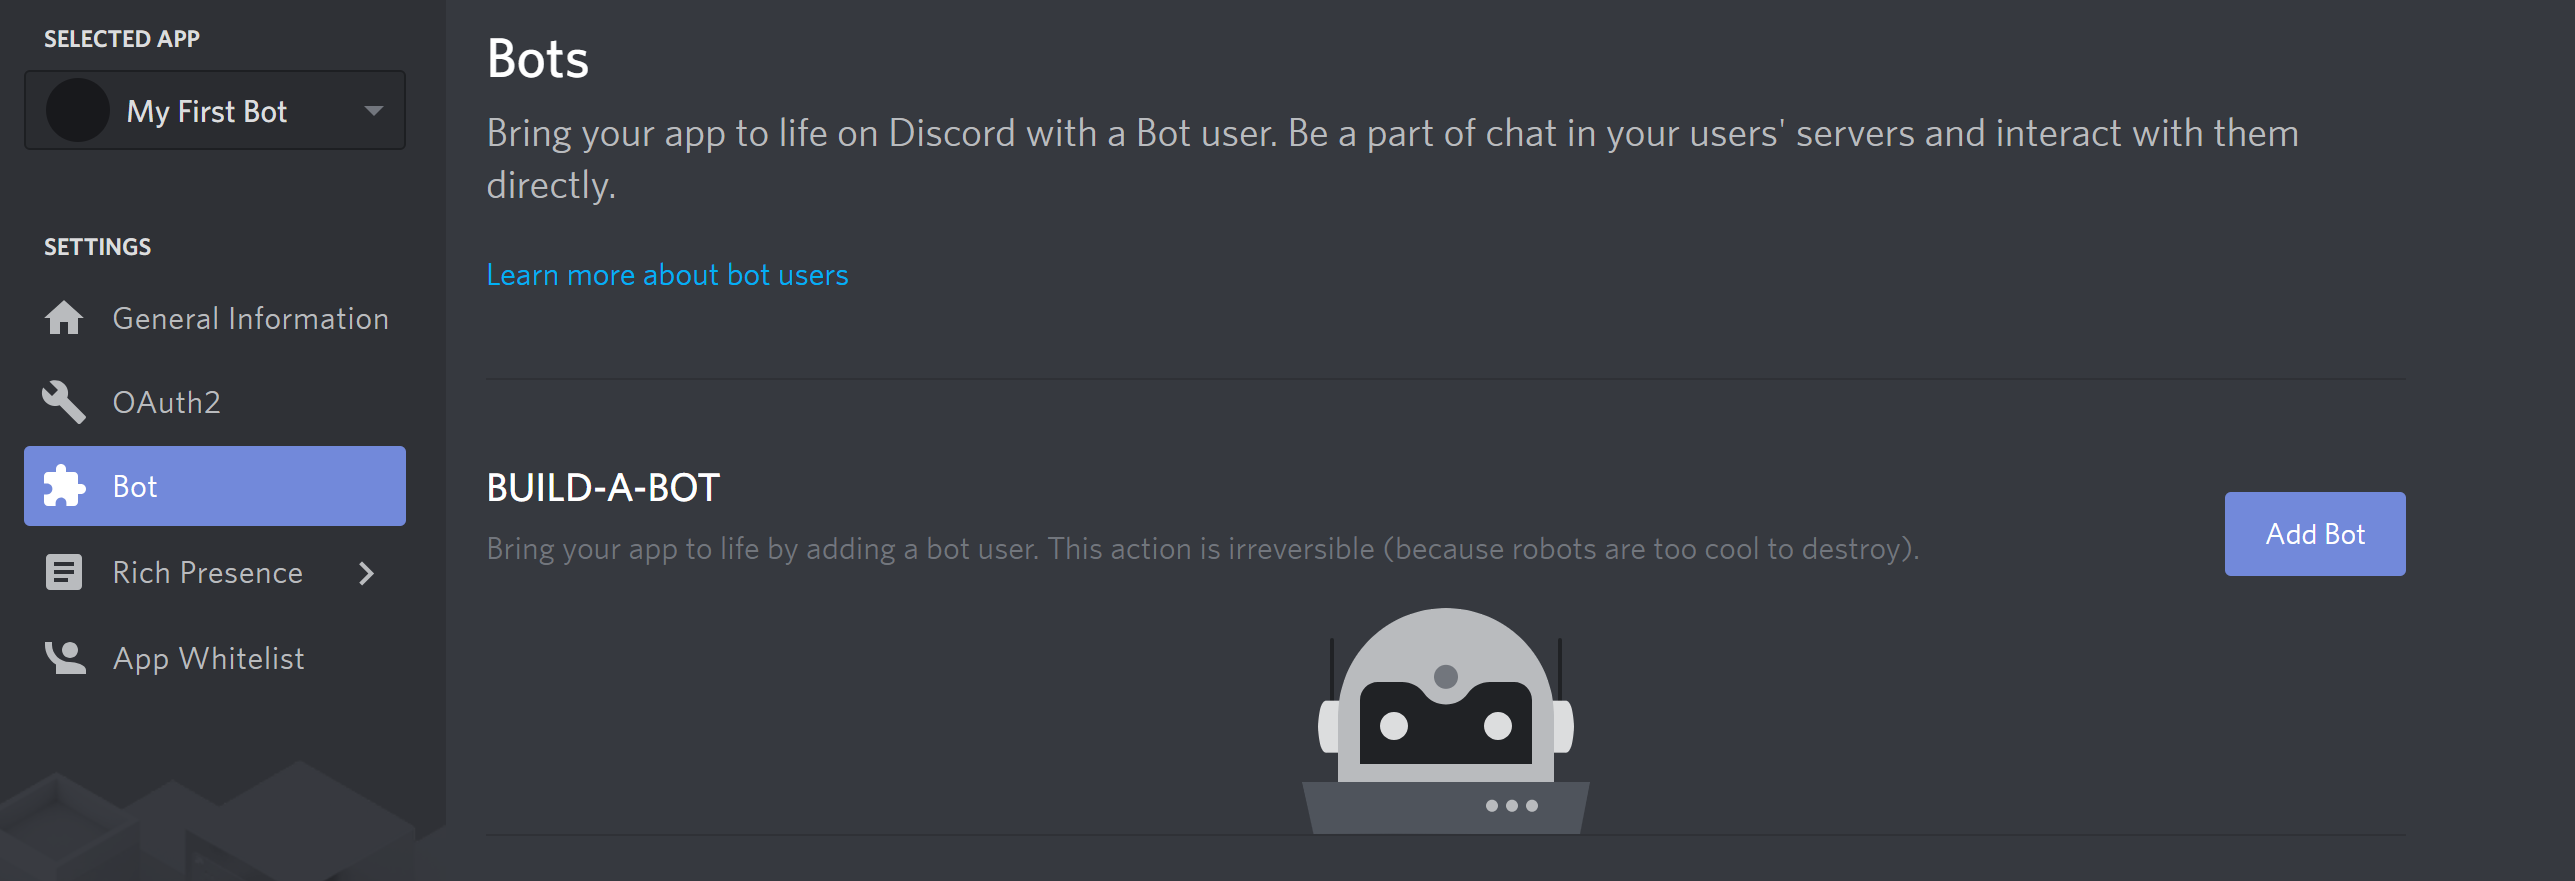 SELECTED APP
My First Bot
SETTINGS
General Information
OAuth2
Bot
Rich Presence
App Whitelist
Bots
Bring your app to life on Discord with a Bot user. Be a part of chat in your users' servers and interact with them
directly.
Learn more about bot users
BUILD-A-BOT
Bring your app to life by adding a bot user. This action is irreversible (because robots are too cool to destroy).
Add Bot